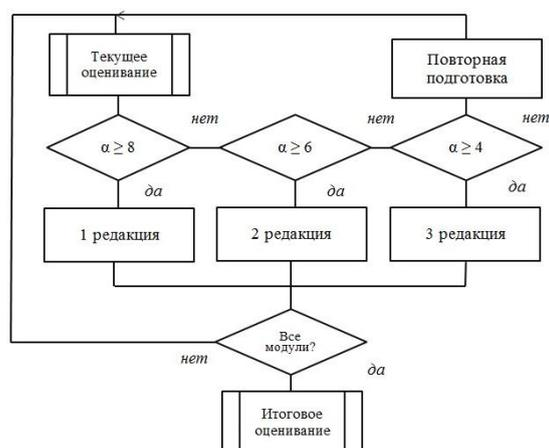 Текущее
оценивание
Повторная
подготовка
нет
нет
нет
α ≥ 8
α ≥ 6
α ≥ 4
да
да
да
1 редакция
2 редакция
3 редакция
Все
модули?
нет
да
Итоговое
оценивание